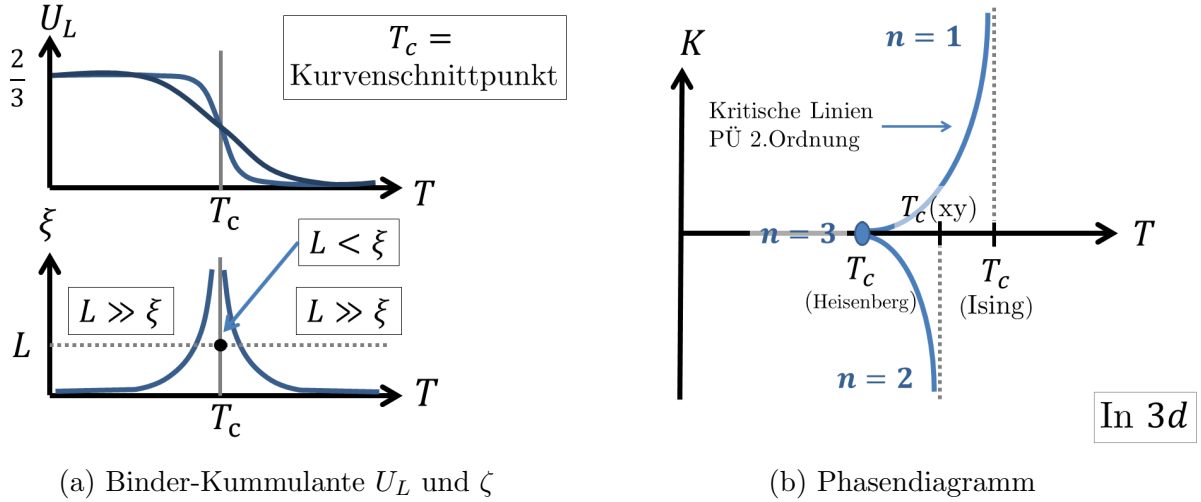 U_L
2/3
T_c =
Kurvenschnittpunkt
T
T_c
ξ
L < ξ
L ≫ ξ
L ≫ ξ
L
T_c
T
(a) Binder-Kummulante U_L und ζ
K
n = 1
Kritische Linien
PÜ 2.Ordnung
T_c(xy)
n = 3
T
T_c
(Heisenberg)
T_c
(Ising)
n = 2
In 3d
(b) Phasendiagramm